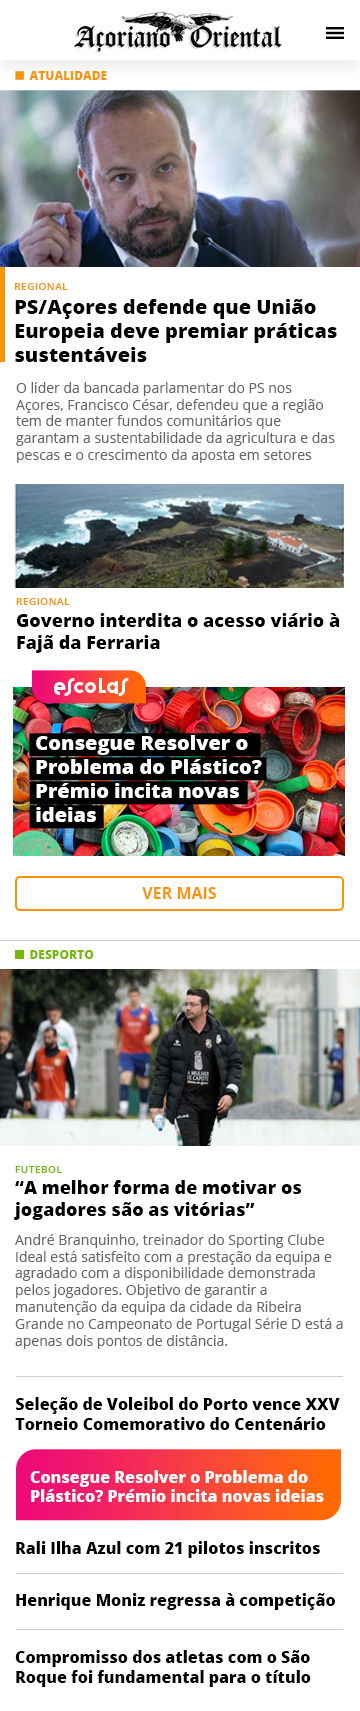 Açoriano Oriental
ATUALIDADE
REGIONAL
PS/Açores defende que União
Europeia deve premiar práticas
sustentáveis
O líder da bancada parlamentar do PS nos
Açores, Francisco César, defendeu que a região
tem de manter fundos comunitários que
garantam a sustentabilidade da agricultura e das
pescas e o crescimento da aposta em setores
REGIONAL
Governo interdita o acesso viário à
Fajã da Ferraria
escolas
Consegue Resolver o
Problema do Plástico?
Prémio incita novas
ideias
VER MAIS
DESPORTO
A MULHER
DE CAPOTE
FUTEBOL
“A melhor forma de motivar os
jogadores são as vitórias”
André Branquinho, treinador do Sporting Clube
Ideal está satisfeito com a prestação da equipa e
agradado com a disponibilidade demonstrada
pelos jogadores. Objetivo de garantir a
manutenção da equipa da cidade da Ribeira
Grande no Campeonato de Portugal Série D está a
apenas dois pontos de distância.
Seleção de Voleibol do Porto vence XXV
Torneio Comemorativo do Centenário
Consegue Resolver o Problema do
Plástico? Prémio incita novas ideias
Rali Ilha Azul com 21 pilotos inscritos
Henrique Moniz regressa à competição
Compromisso dos atletas com o São
Roque foi fundamental para o título